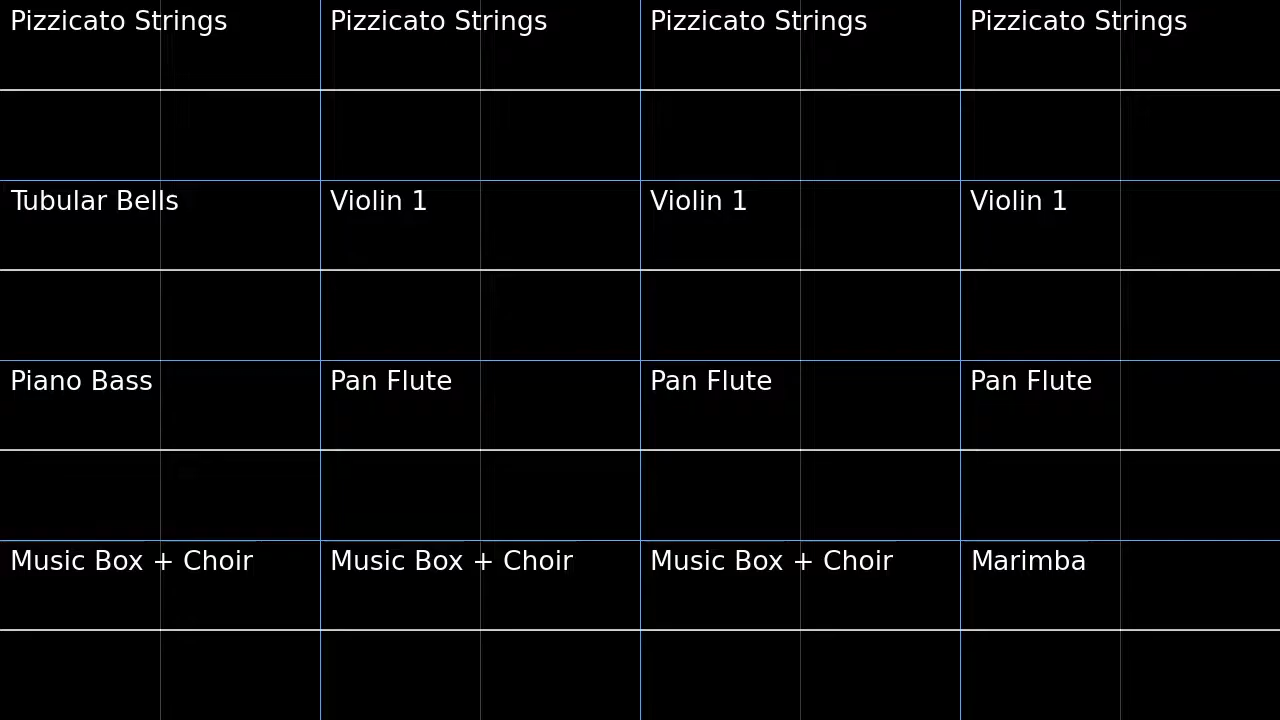 Pizzicato Strings
Pizzicato Strings
Pizzicato Strings
Pizzicato Strings
Tubular Bells
Violin 1
Violin 1
Violin 1
Piano Bass
Pan Flute
Pan Flute
Pan Flute
Music Box + Choir
Music Box + Choir
Music Box + Choir
Marimba